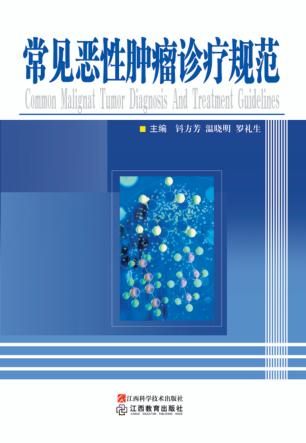 常见恶性肿瘤诊疗规范
Common Malignat Tumor Diagnosis And Treatment Guidelines
主编 钭方芳 温晓明 罗礼生
江西科学技术出版社
江西教育出版社